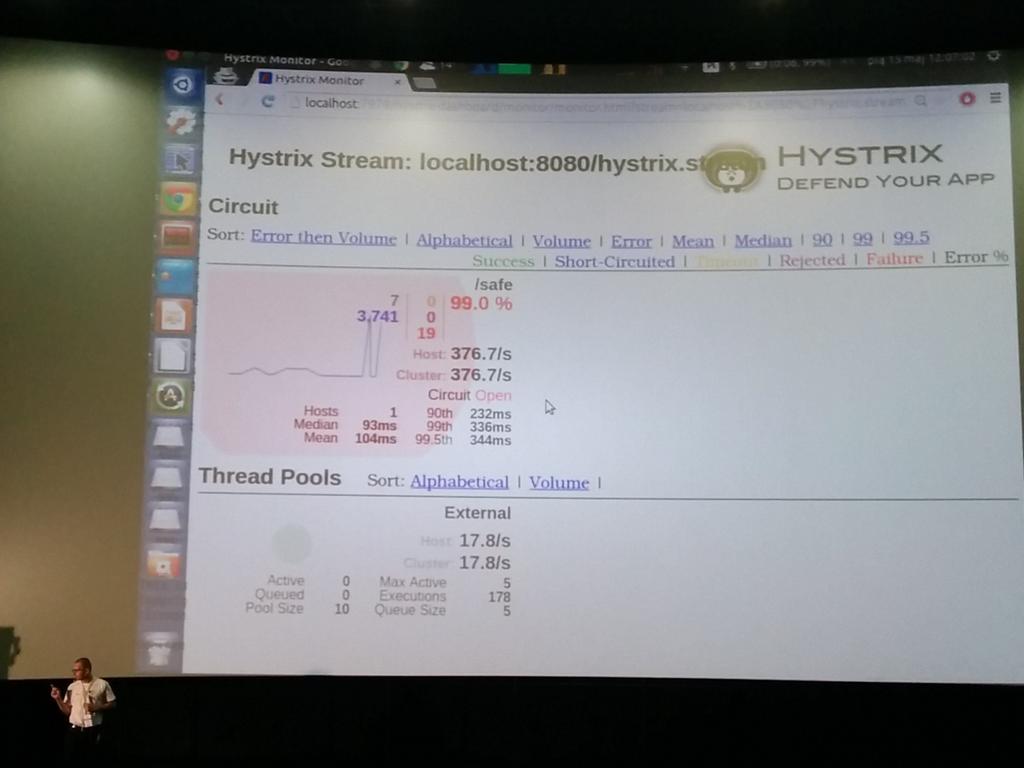 Hystrix Monitor - Goo
Hystrix Monitor
localhost:
Hystrix Stream: localhost:8080/hystrix.st
HYSTRIX
DEFEND YOUR APP
Circuit
Sort: Error then Volume | Alphabetical | Volume | Error | Mean | Median | 90 | 99 | 99.5
Success | Short-Circuited | Timeout | Rejected | Failure | Error %
/safe
7 0 99.0 %
3,741 0
19
Host: 376.7/s
Cluster: 376.7/s
Circuit Open
Hosts 1 90th 232ms
Median 93ms 99th 336ms
Mean 104ms 99.5th 344ms
Thread Pools Sort: Alphabetical | Volume |
External
Host: 17.8/s
Cluster: 17.8/s
Active 0 Max Active 5
Queued 0 Executions 178
Pool Size 10 Queue Size 5